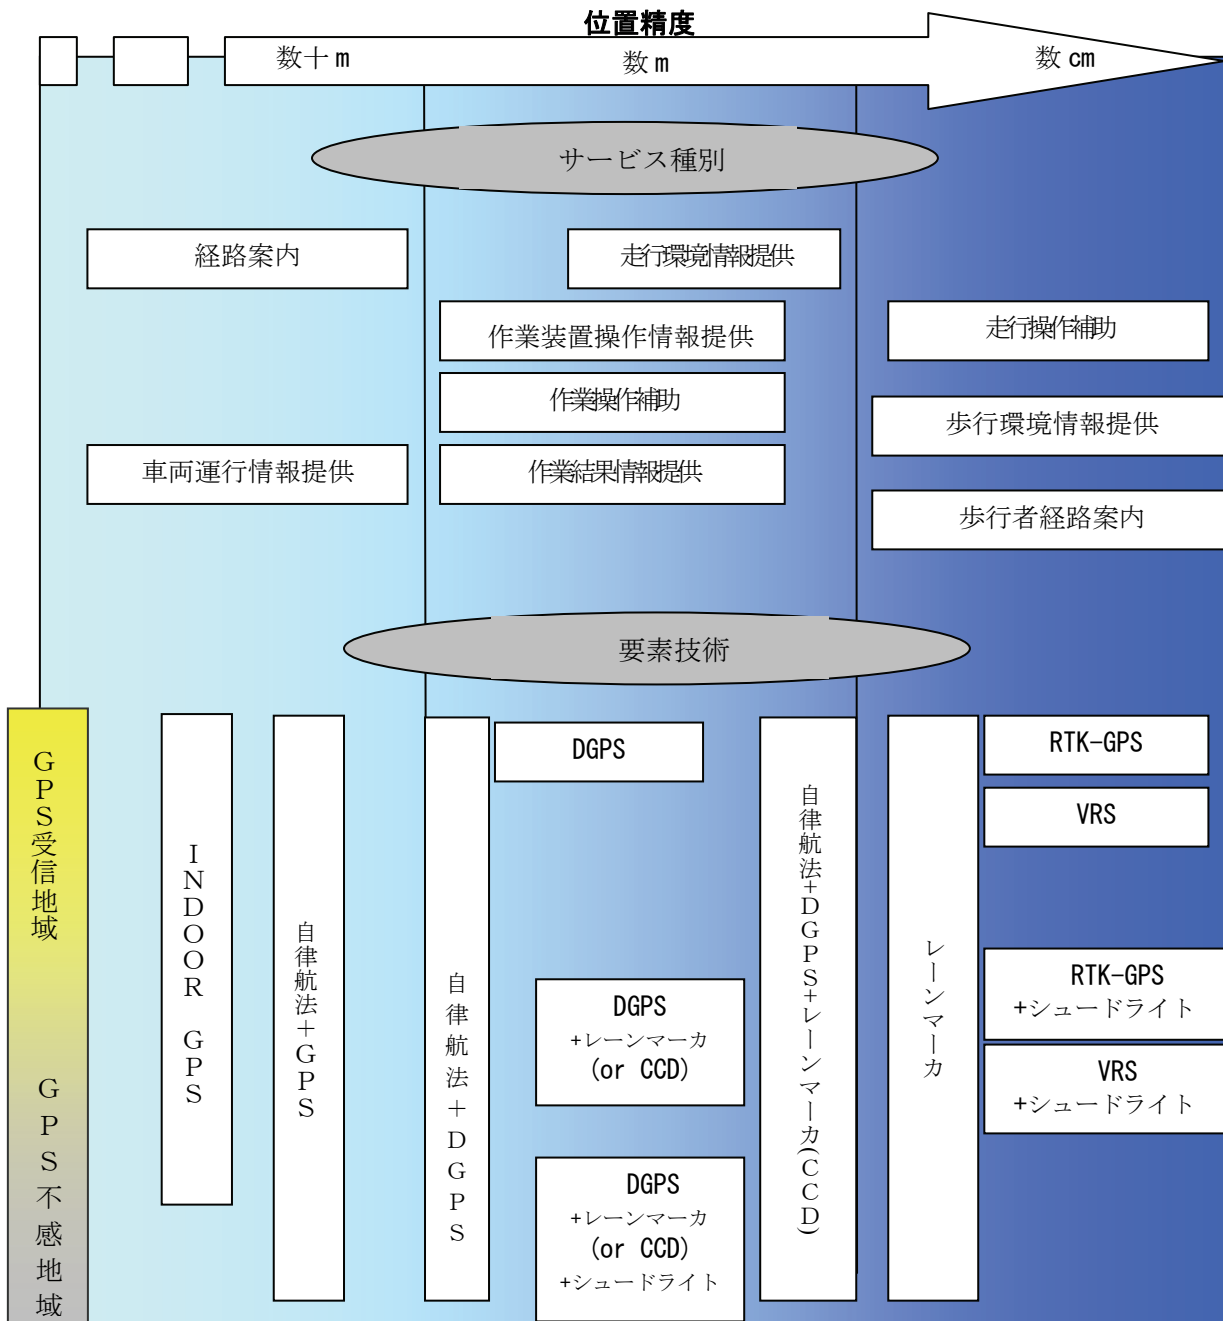 位置精度
数十m
数m
数cm
サービス種別
経路案内
走行環境情報提供
作業装置操作情報提供
走行操作補助
作業操作補助
歩行環境情報提供
車両運行情報提供
作業結果情報提供
歩行者経路案内
要素技術
GPS受信地域
GPS不感地域
INDOOR GPS
自律航法+GPS
自律航法+DGPS
DGPS
DGPS
+レーンマーカ
(or CCD)
DGPS
+レーンマーカ
(or CCD)
+シュードライト
自律航法+DGPS+レーンマーカ(CCD)
レーンマーカ
RTK-GPS
VRS
RTK-GPS
+シュードライト
VRS
+シュードライト